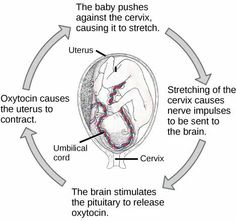 The baby pushes
against the cervix,
causing it to stretch.
Uterus
Stretching of the
cervix causes
nerve impulses
to be sent to
the brain.
Oxytocin causes
the uterus to
contract.
Umbilical
cord
Cervix
The brain stimulates
the pituitary to release
oxytocin.